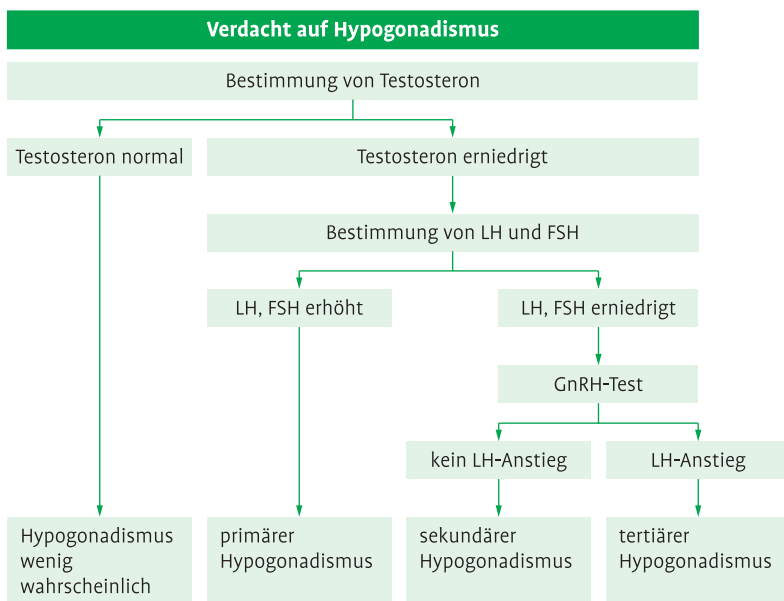 Verdacht auf Hypogonadismus
Bestimmung von Testosteron
Testosteron normal
Testosteron erniedrigt
Bestimmung von LH und FSH
LH, FSH erhöht
LH, FSH erniedrigt
GnRH-Test
kein LH-Anstieg
LH-Anstieg
Hypogonadismus
wenig
wahrscheinlich
primärer
Hypogonadismus
sekundärer
Hypogonadismus
tertiärer
Hypogonadismus